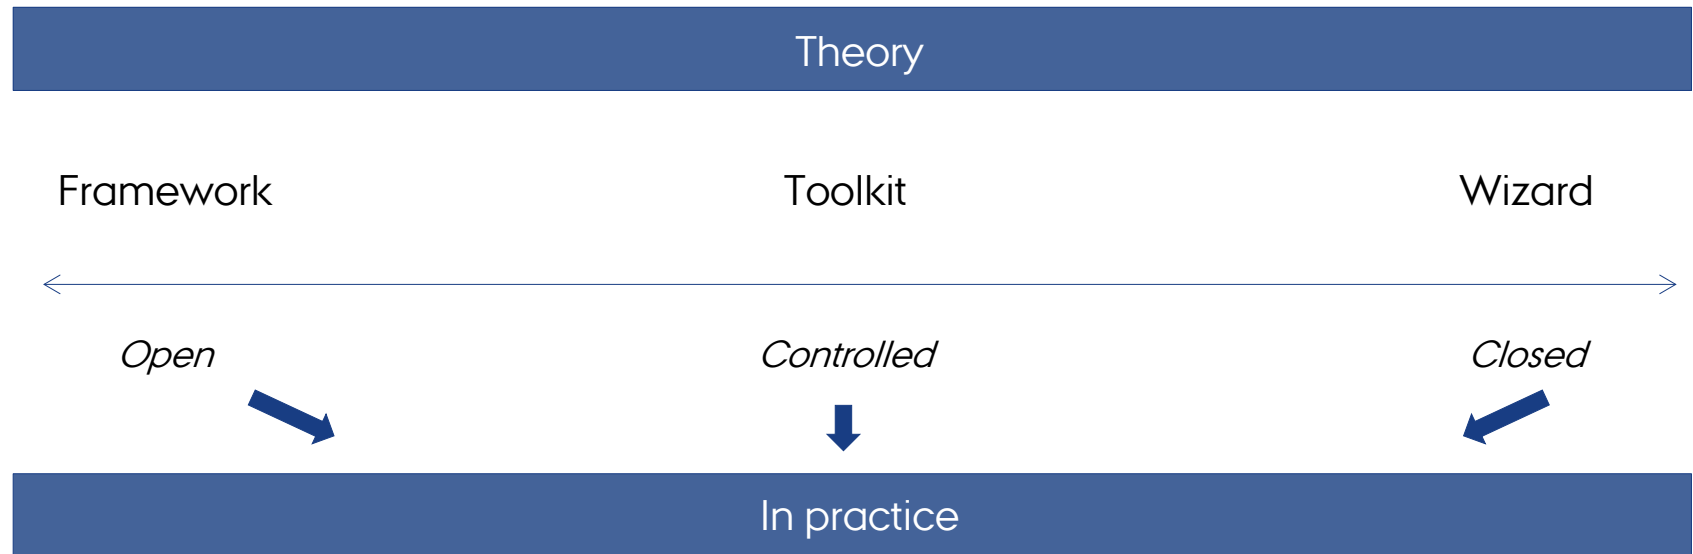 Theory
Framework Toolkit Wizard
Open Controlled Closed
In practice